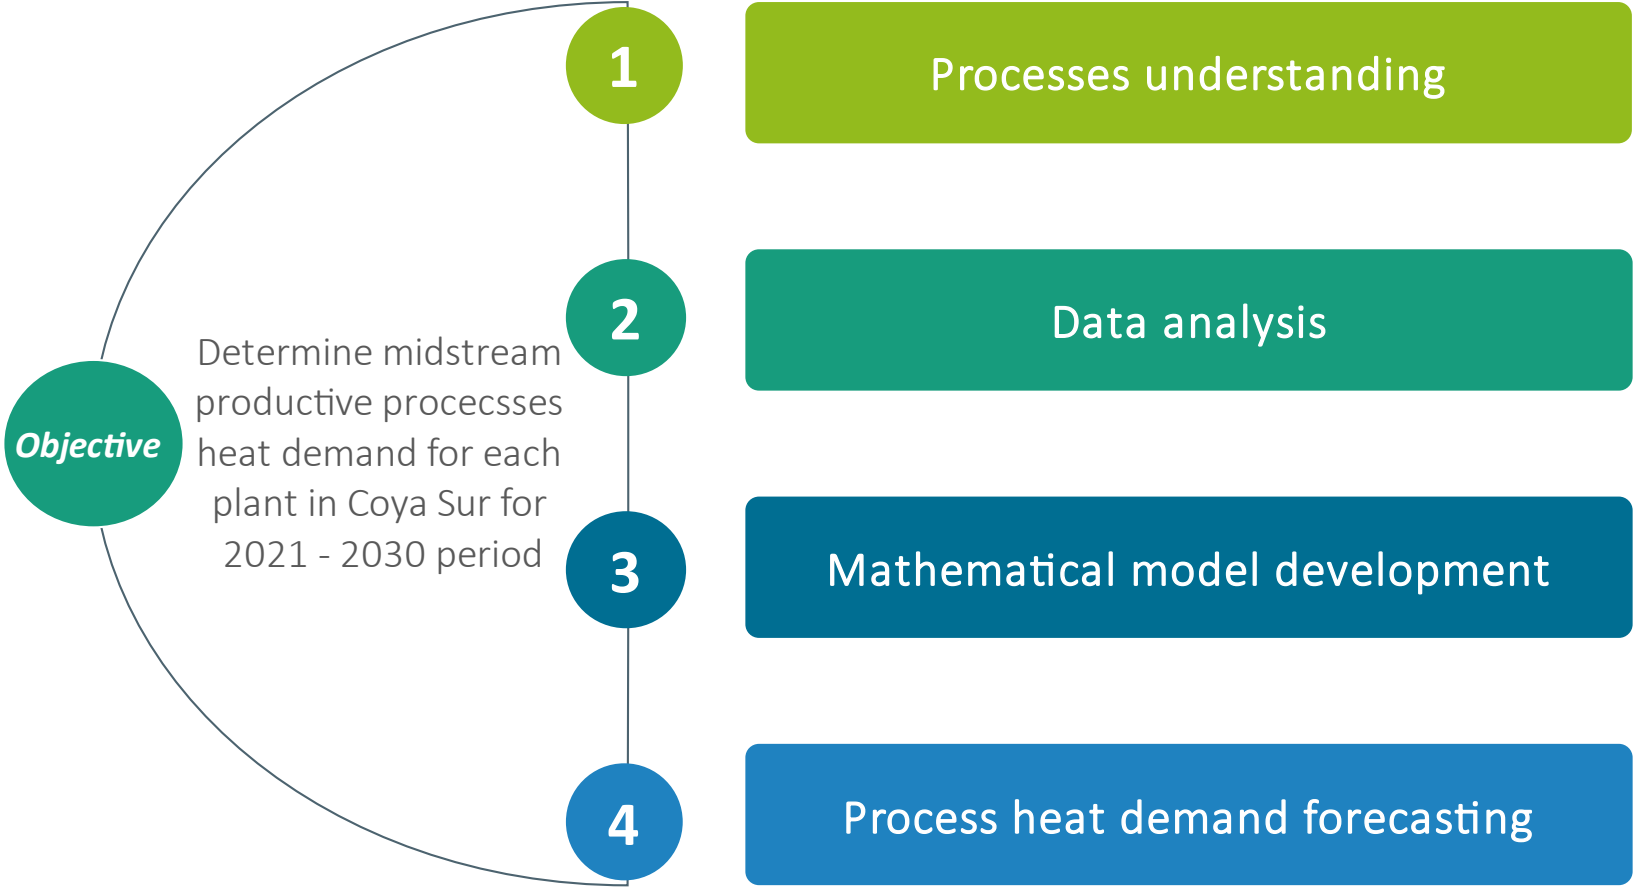 Objective
Determine midstream
productive procecsses
heat demand for each
plant in Coya Sur for
2021 - 2030 period
1
Processes understanding
2
Data analysis
3
Mathematical model development
4
Process heat demand forecasting